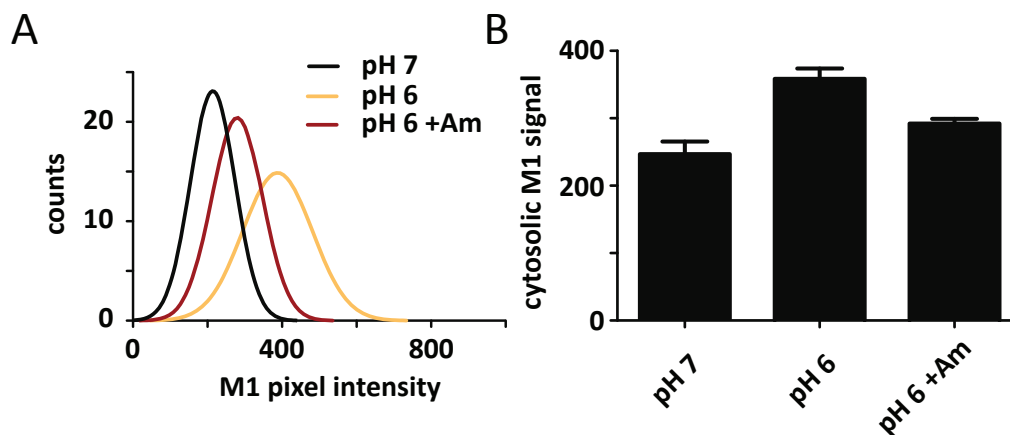 A
pH 7
pH 6
pH 6 +Am
counts
20
10
0
0
400
800
M1 pixel intensity
B
cytosolic M1 signal
400
200
0
pH 7
pH 6
pH 6 +Am